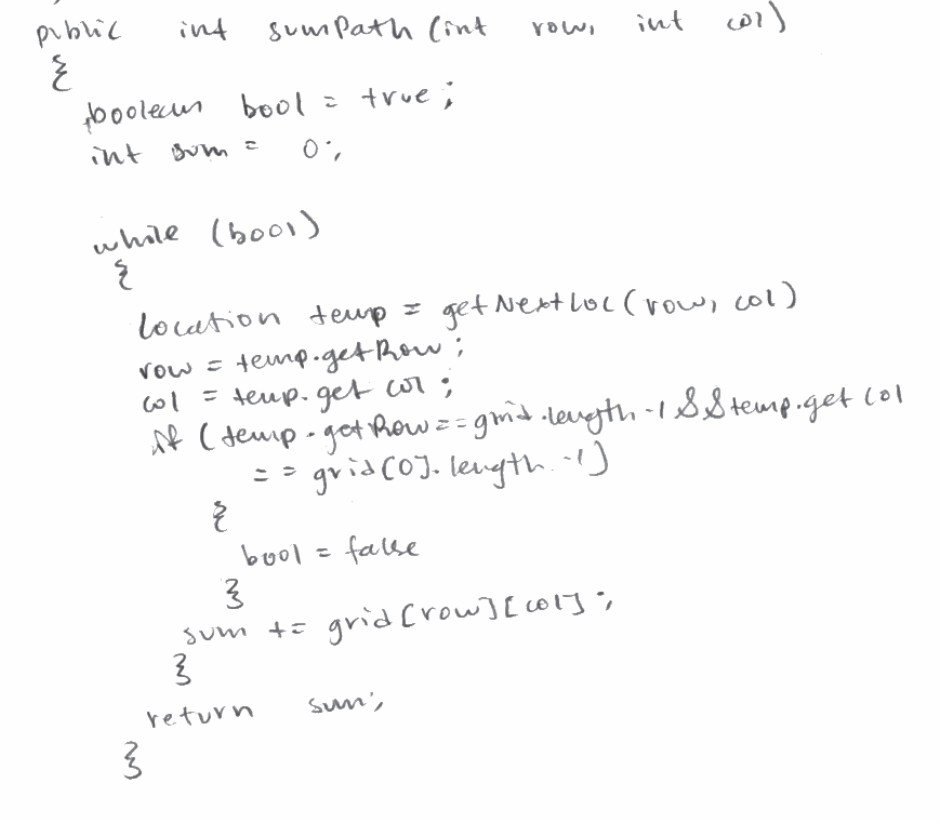 public int sumPath (int row, int col)
{
boolean bool = true;
int sum = 0;
while (bool)
{
Location temp = getNextLoc(row, col)
row = temp.getRow;
col = temp.get col;
if (temp.getRow == grid.length -1 && temp.get col
== grid[0].length -1)
{
bool = false
}
sum += grid[row][col];
}
return sum;
}